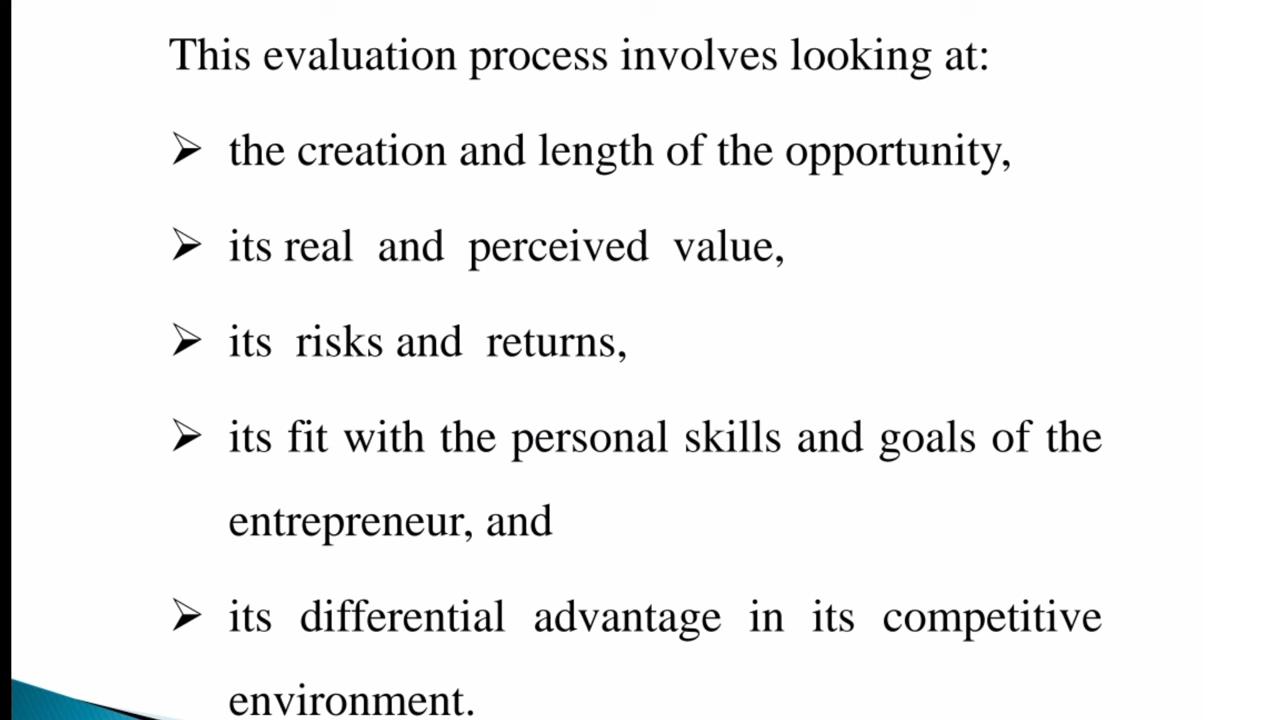 This evaluation process involves looking at:
➢ the creation and length of the opportunity,
➢ its real and perceived value,
➢ its risks and returns,
➢ its fit with the personal skills and goals of the
entrepreneur, and
➢ its differential advantage in its competitive
environment.